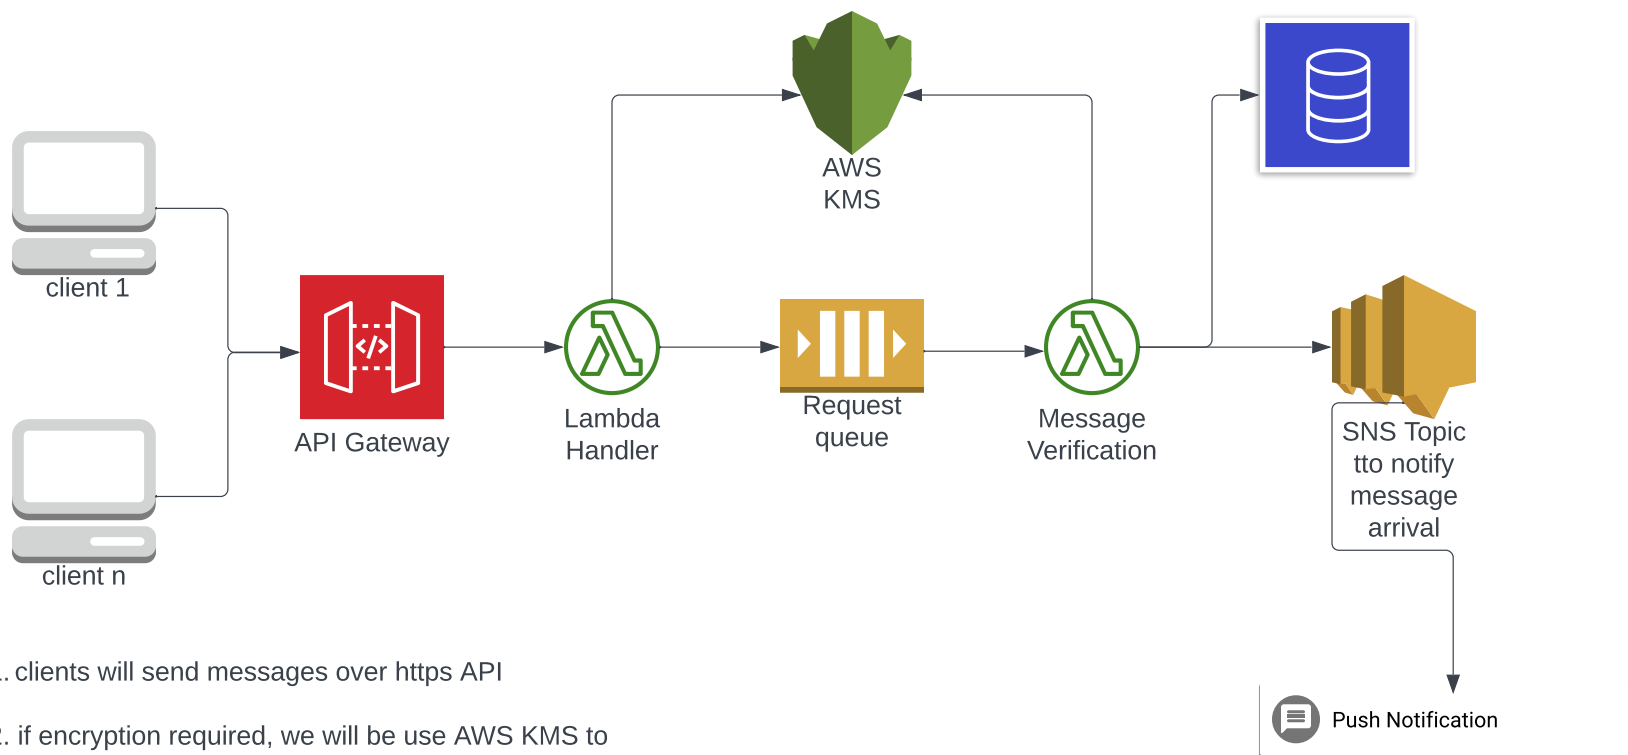 AWS
KMS
client 1
</>
API Gateway
Lambda
Handler
Request
queue
Message
Verification
SNS Topic
tto notify
message
arrival
client n
. clients will send messages over https API
. if encryption required, we will be use AWS KMS to
Push Notification